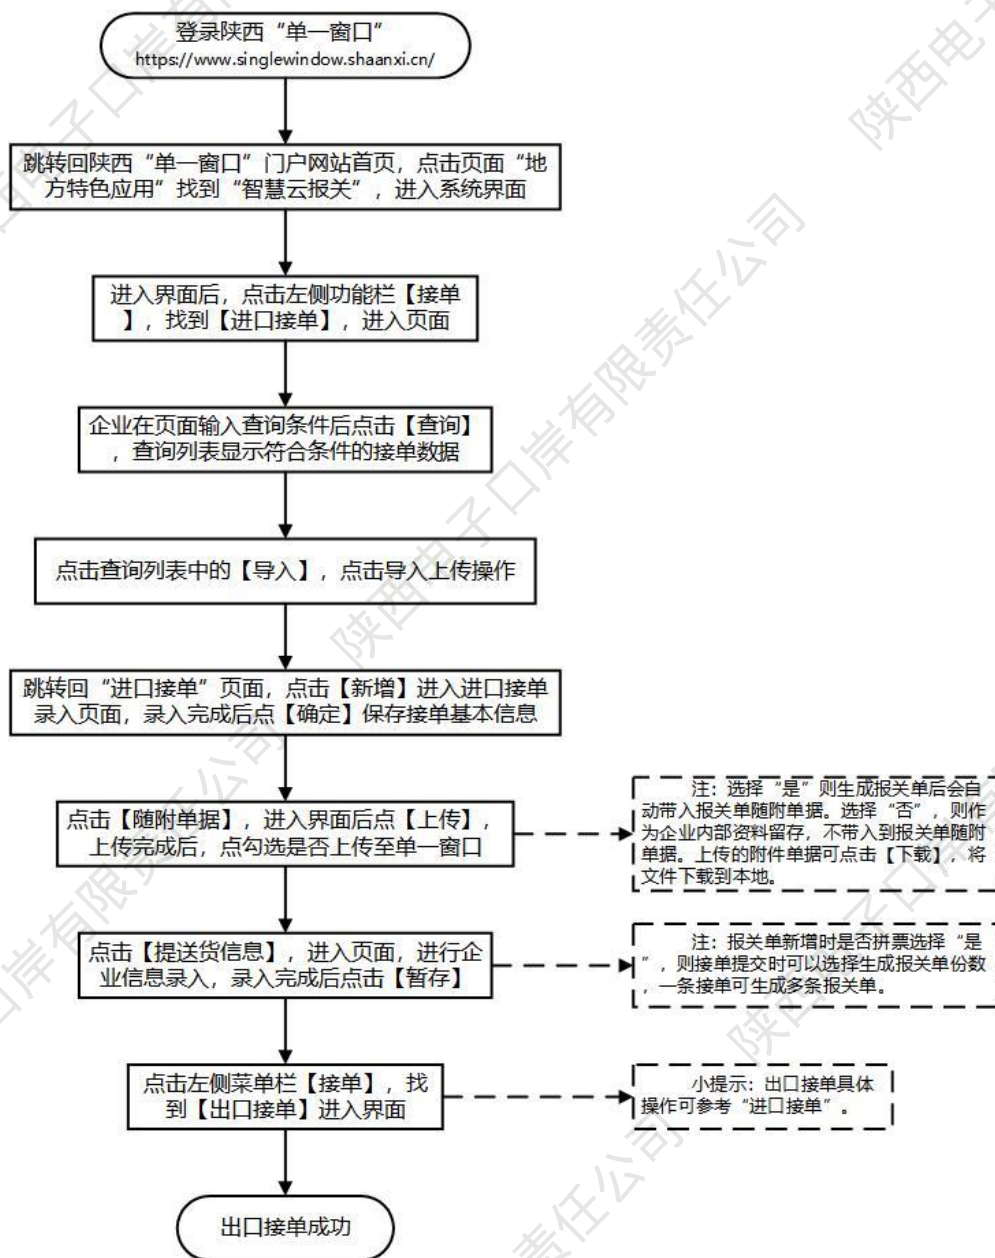 登录陕西“单一窗口”
https://www.singlewindow.shaanxi.cn/
跳转回陕西“单一窗口”门户网站首页，点击页面“地
方特色应用”找到“智慧云报关”，进入系统界面
进入界面后，点击左侧功能栏【接单
】，找到【进口接单】，进入页面
企业在页面输入查询条件后点击【查询】
，查询列表显示符合条件的接单数据
点击查询列表中的【导入】，点击导入上传操作
跳转回“进口接单”页面，点击【新增】进入进口接单
录入页面，录入完成后点【确定】保存接单基本信息
点击【随附单据】，进入界面后点【上传】，
上传完成后，点勾选是否上传至单一窗口
注：选择“是”则生成报关单后会自
动带入报关单随附单据。选择“否”，则作
为企业内部资料留存，不带入到报关单随附
单据。上传的附件单据可点击【下载】，将
文件下载到本地。
点击【提送货信息】，进入页面，进行企
业信息录入，录入完成后点击【暂存】
注：报关单新增时是否拼票选择“是
”，则接单提交时可以选择生成报关单份数
，一条接单可生成多条报关单。
点击左侧菜单栏【接单】，找
到【出口接单】进入界面
小提示：出口接单具体
操作可参考“进口接单”。
出口接单成功
陕西电子口岸有限责任公司